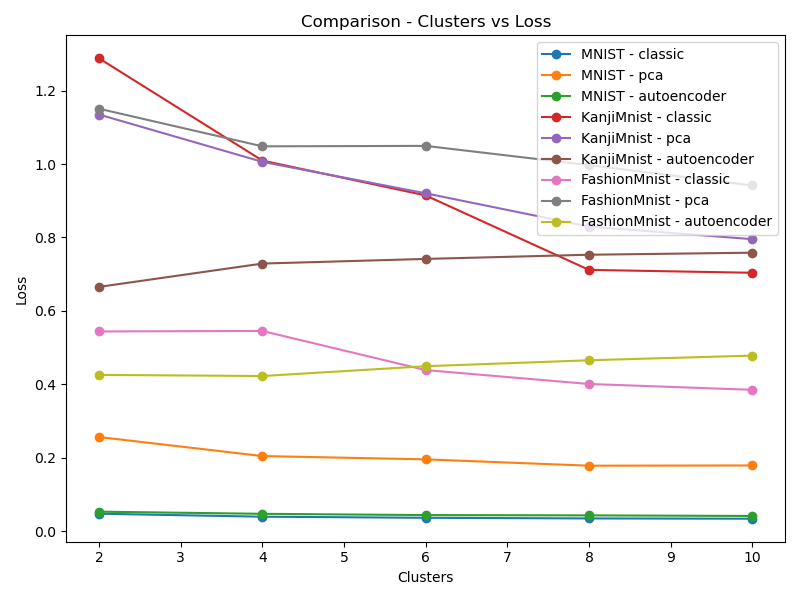 Comparison - Clusters vs Loss
MNIST - classic
MNIST - pca
MNIST - autoencoder
KanjiMnist - classic
KanjiMnist - pca
KanjiMnist - autoencoder
FashionMnist - classic
FashionMnist - pca
FashionMnist - autoencoder
1.2
1.0
0.8
0.6
0.4
0.2
0.0
Loss
2 3 4 5 6 7 8 9 10
Clusters